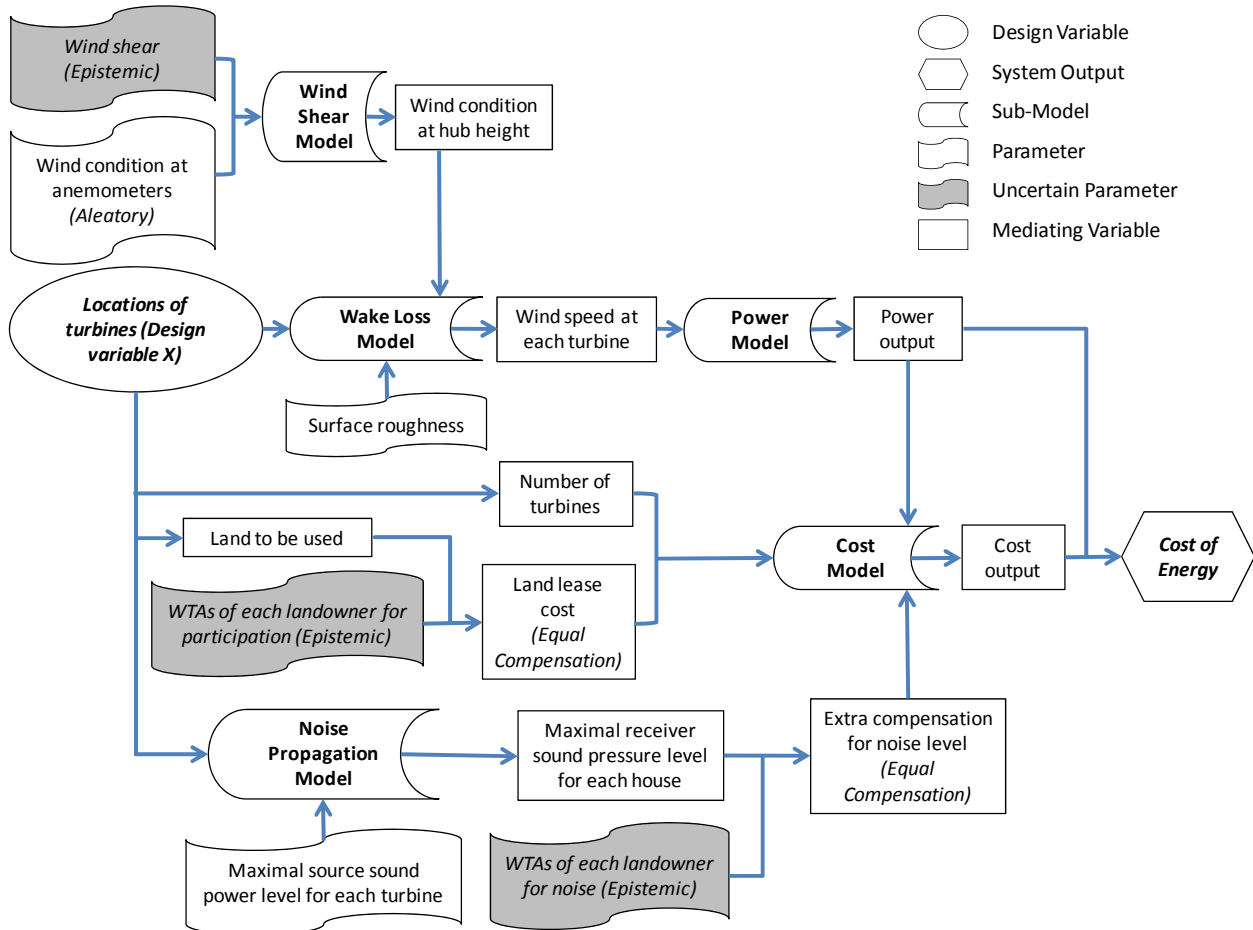 Wind shear
(Epistemic)
Wind condition at
anemometers
(Aleatory)
Wind
Shear
Model
Wind condition
at hub height
Design Variable
System Output
Sub-Model
Parameter
Uncertain Parameter
Mediating Variable
Locations of
turbines (Design
variable X)
Wake Loss
Model
Wind speed at
each turbine
Power
Model
Power
output
Surface roughness
Number of
turbines
Land to be used
WTAs of each landowner for
participation (Epistemic)
Land lease
cost
(Equal
Compensation)
Cost
Model
Cost
output
Cost of
Energy
Noise
Propagation
Model
Maximal receiver
sound pressure level
for each house
Extra compensation
for noise level
(Equal
Compensation)
Maximal source sound
power level for each turbine
WTAs of each landowner
for noise (Epistemic)